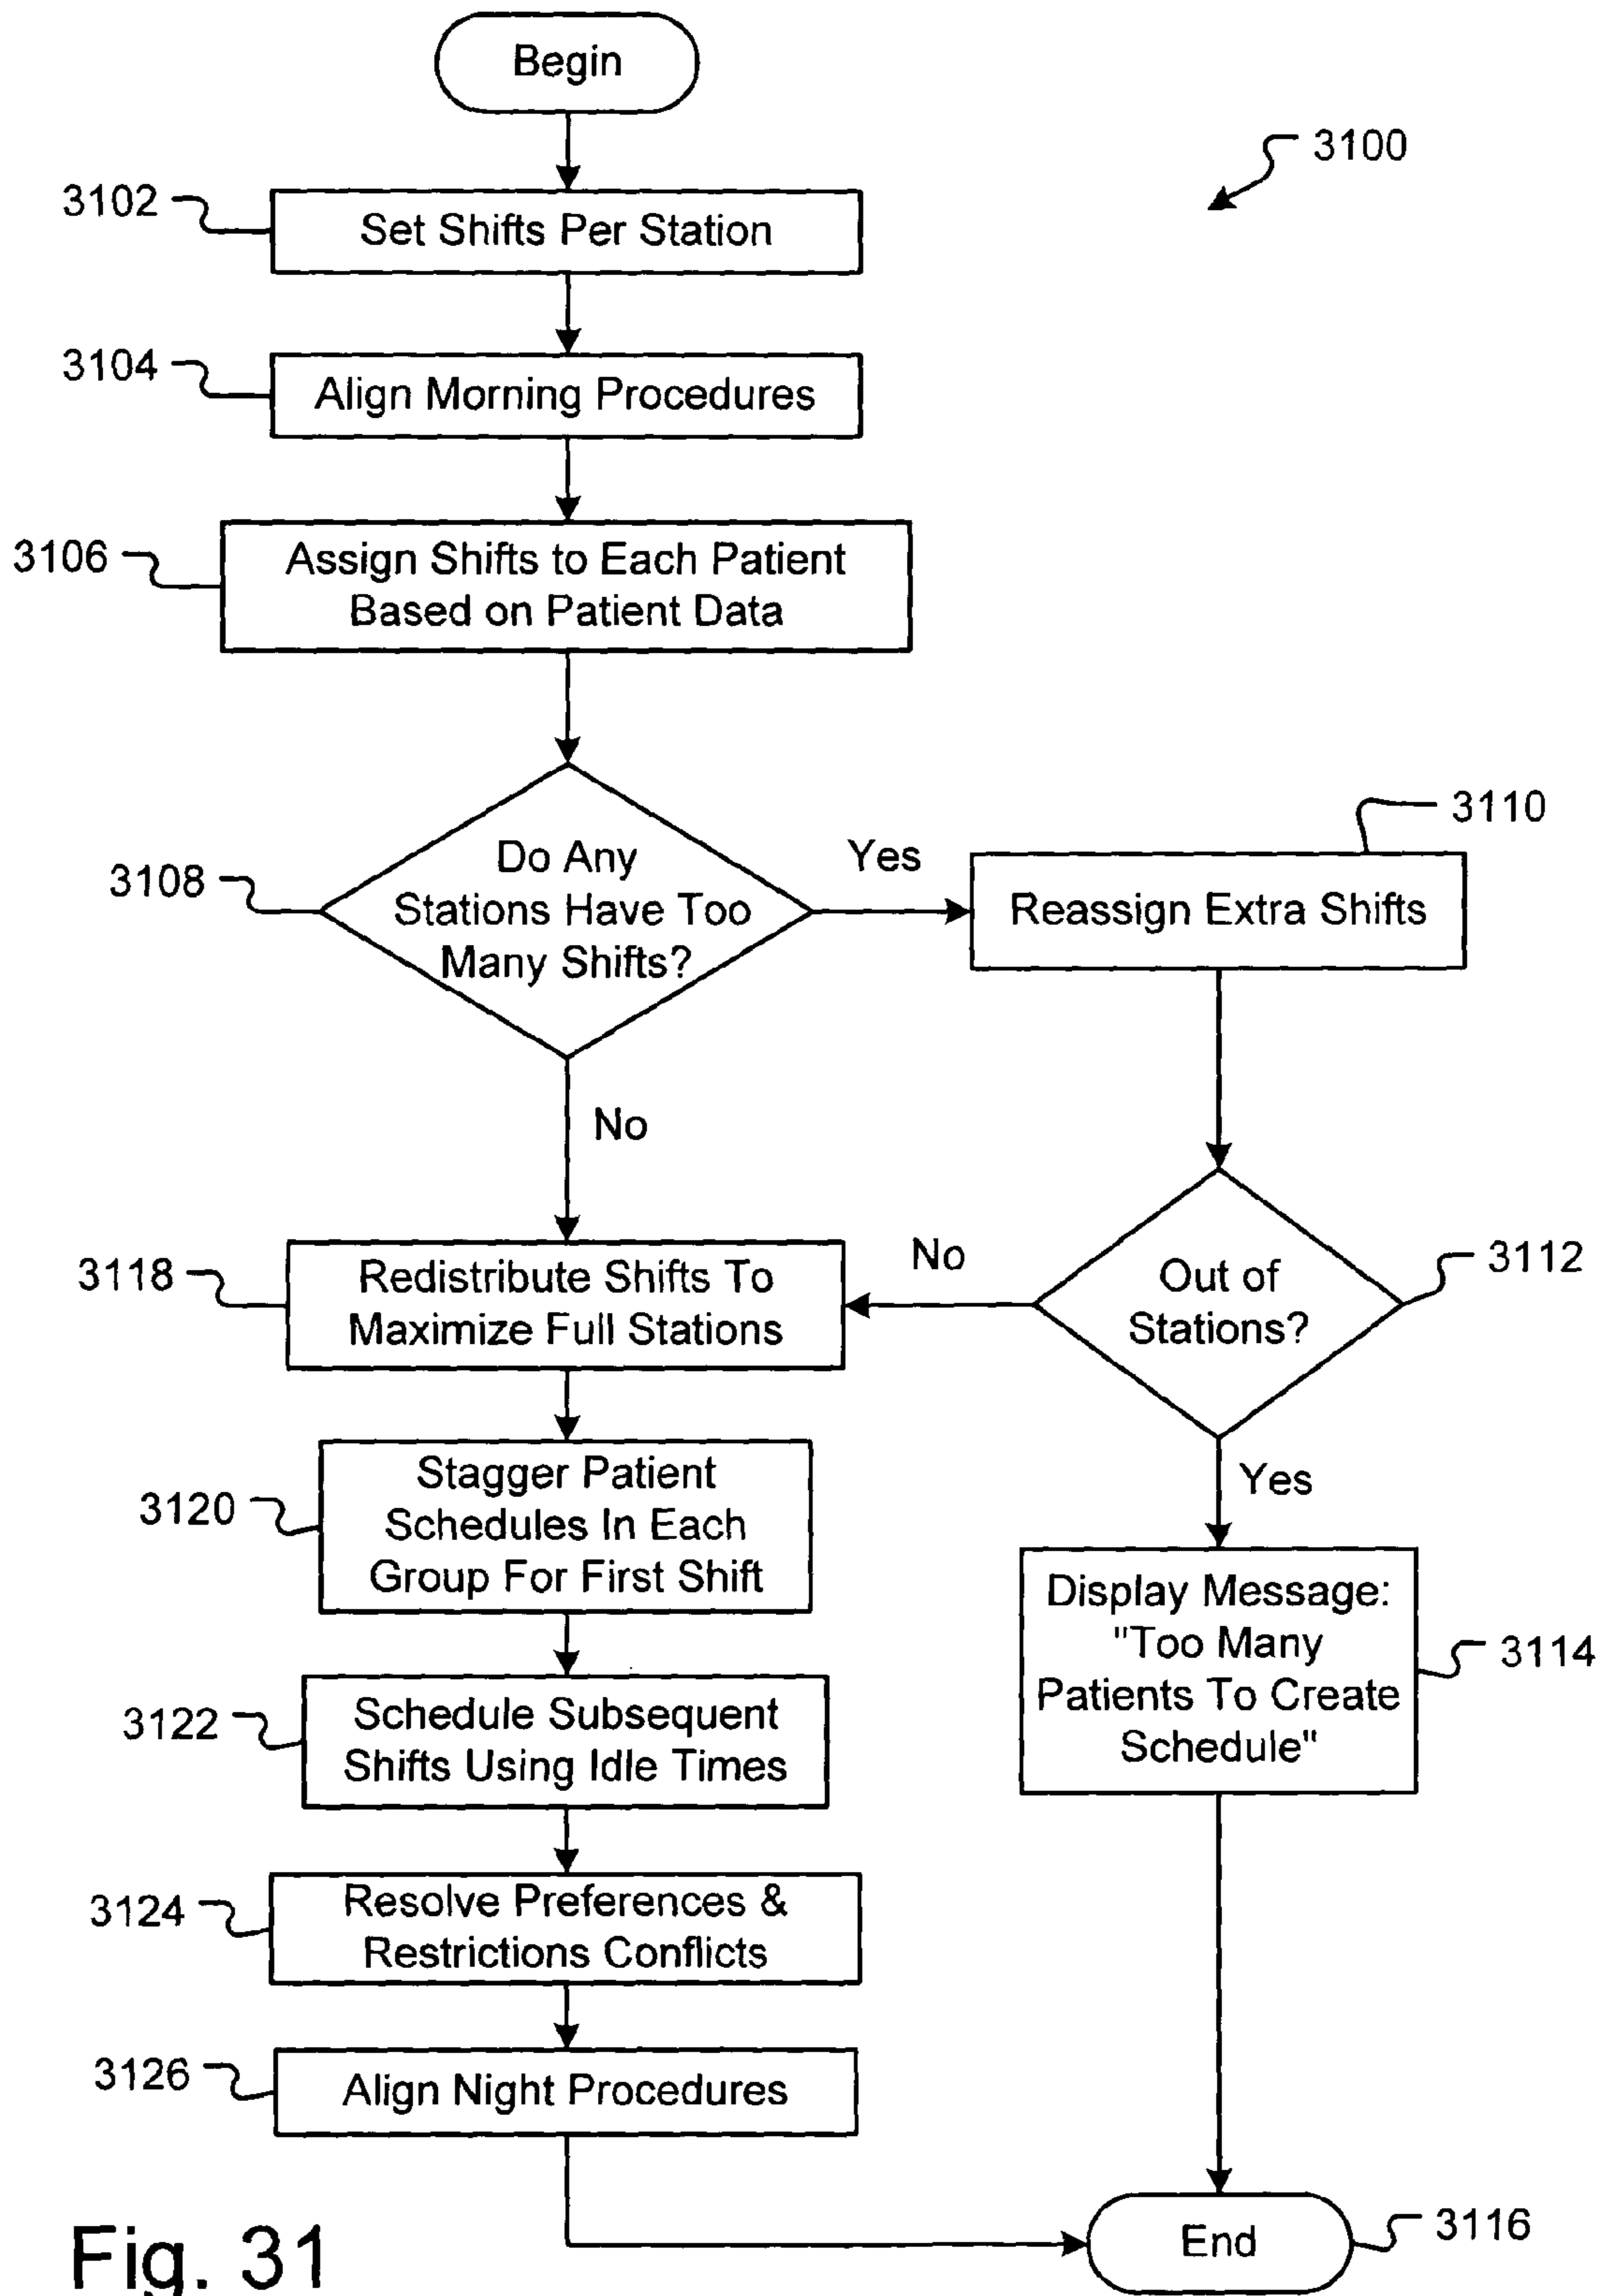 Begin
3100
3102
Set Shifts Per Station
3104
Align Morning Procedures
3106
Assign Shifts to Each Patient
Based on Patient Data
3108
Do Any
Stations Have Too
Many Shifts?
Yes
3110
Reassign Extra Shifts
No
3112
Out of
Stations?
No
Yes
3118
Redistribute Shifts To
Maximize Full Stations
3120
Stagger Patient
Schedules In Each
Group For First Shift
3114
Display Message:
"Too Many
Patients To Create
Schedule"
3122
Schedule Subsequent
Shifts Using Idle Times
3124
Resolve Preferences &
Restrictions Conflicts
3126
Align Night Procedures
End
3116
Fig. 31